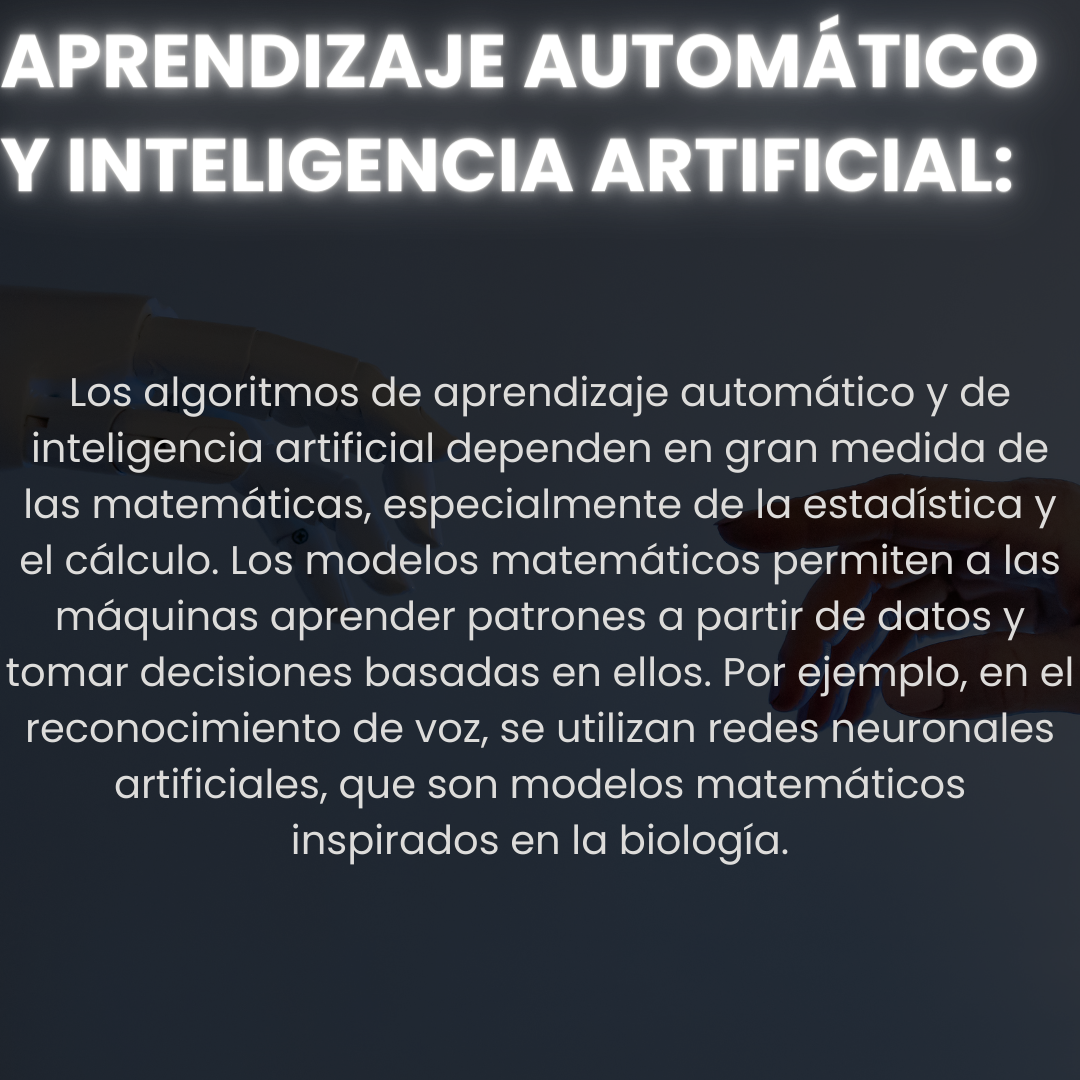 APRENDIZAJE AUTOMÁTICO
Y INTELIGENCIA ARTIFICIAL:
Los algoritmos de aprendizaje automático y de
inteligencia artificial dependen en gran medida de
las matemáticas, especialmente de la estadística y
el cálculo. Los modelos matemáticos permiten a las
máquinas aprender patrones a partir de datos y
tomar decisiones basadas en ellos. Por ejemplo, en el
reconocimiento de voz, se utilizan redes neuronales
artificiales, que son modelos matemáticos
inspirados en la biología.